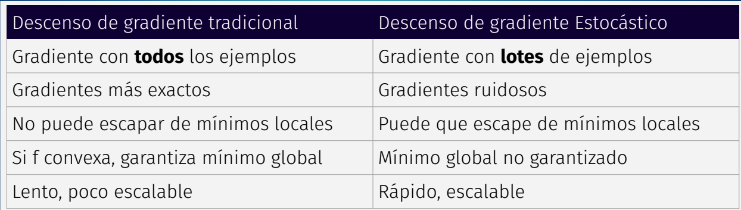 Descenso de gradiente tradicional Descenso de gradiente Estocástico
Gradiente con todos los ejemplos Gradiente con lotes de ejemplos
Gradientes más exactos Gradientes ruidosos
No puede escapar de mínimos locales Puede que escape de mínimos locales
Si f convexa, garantiza mínimo global Mínimo global no garantizado
Lento, poco escalable Rápido, escalable